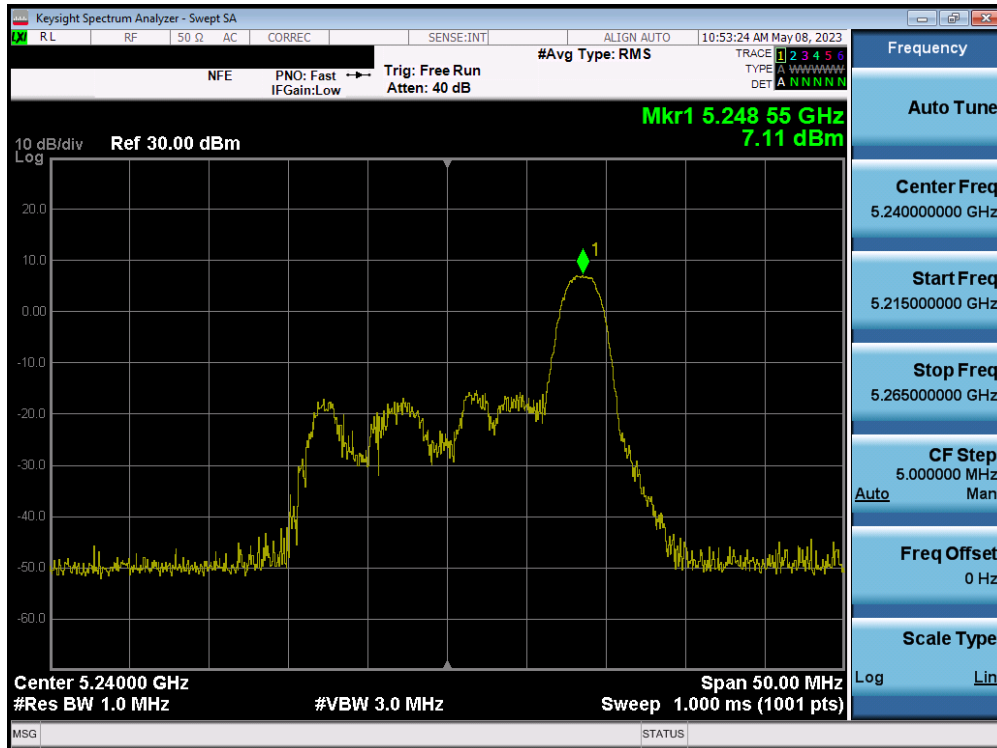 Keysight Spectrum Analyzer - Swept SA
LXI RL RF 50 Ω AC CORREC SENSE:INT ALIGN AUTO 10:53:24 AM May 08, 2023
NFE PNO: Fast Trig: Free Run #Avg Type: RMS TRACE 1 2 3 4 5 6
IFGain:Low Atten: 40 dB TYPE A WWWWW
DET A N N N N N
Mkr1 5.248 55 GHz
7.11 dBm
10 dB/div Ref 30.00 dBm
Log
20.0
10.0
1
0.00
-10.0
-20.0
-30.0
-40.0
-50.0
-60.0
Center 5.24000 GHz Span 50.00 MHz
#Res BW 1.0 MHz #VBW 3.0 MHz Sweep 1.000 ms (1001 pts)
MSG STATUS
Frequency
Auto Tune
Center Freq
5.240000000 GHz
Start Freq
5.215000000 GHz
Stop Freq
5.265000000 GHz
CF Step
5.000000 MHz
Auto Man
Freq Offset
0 Hz
Scale Type
Log Lin